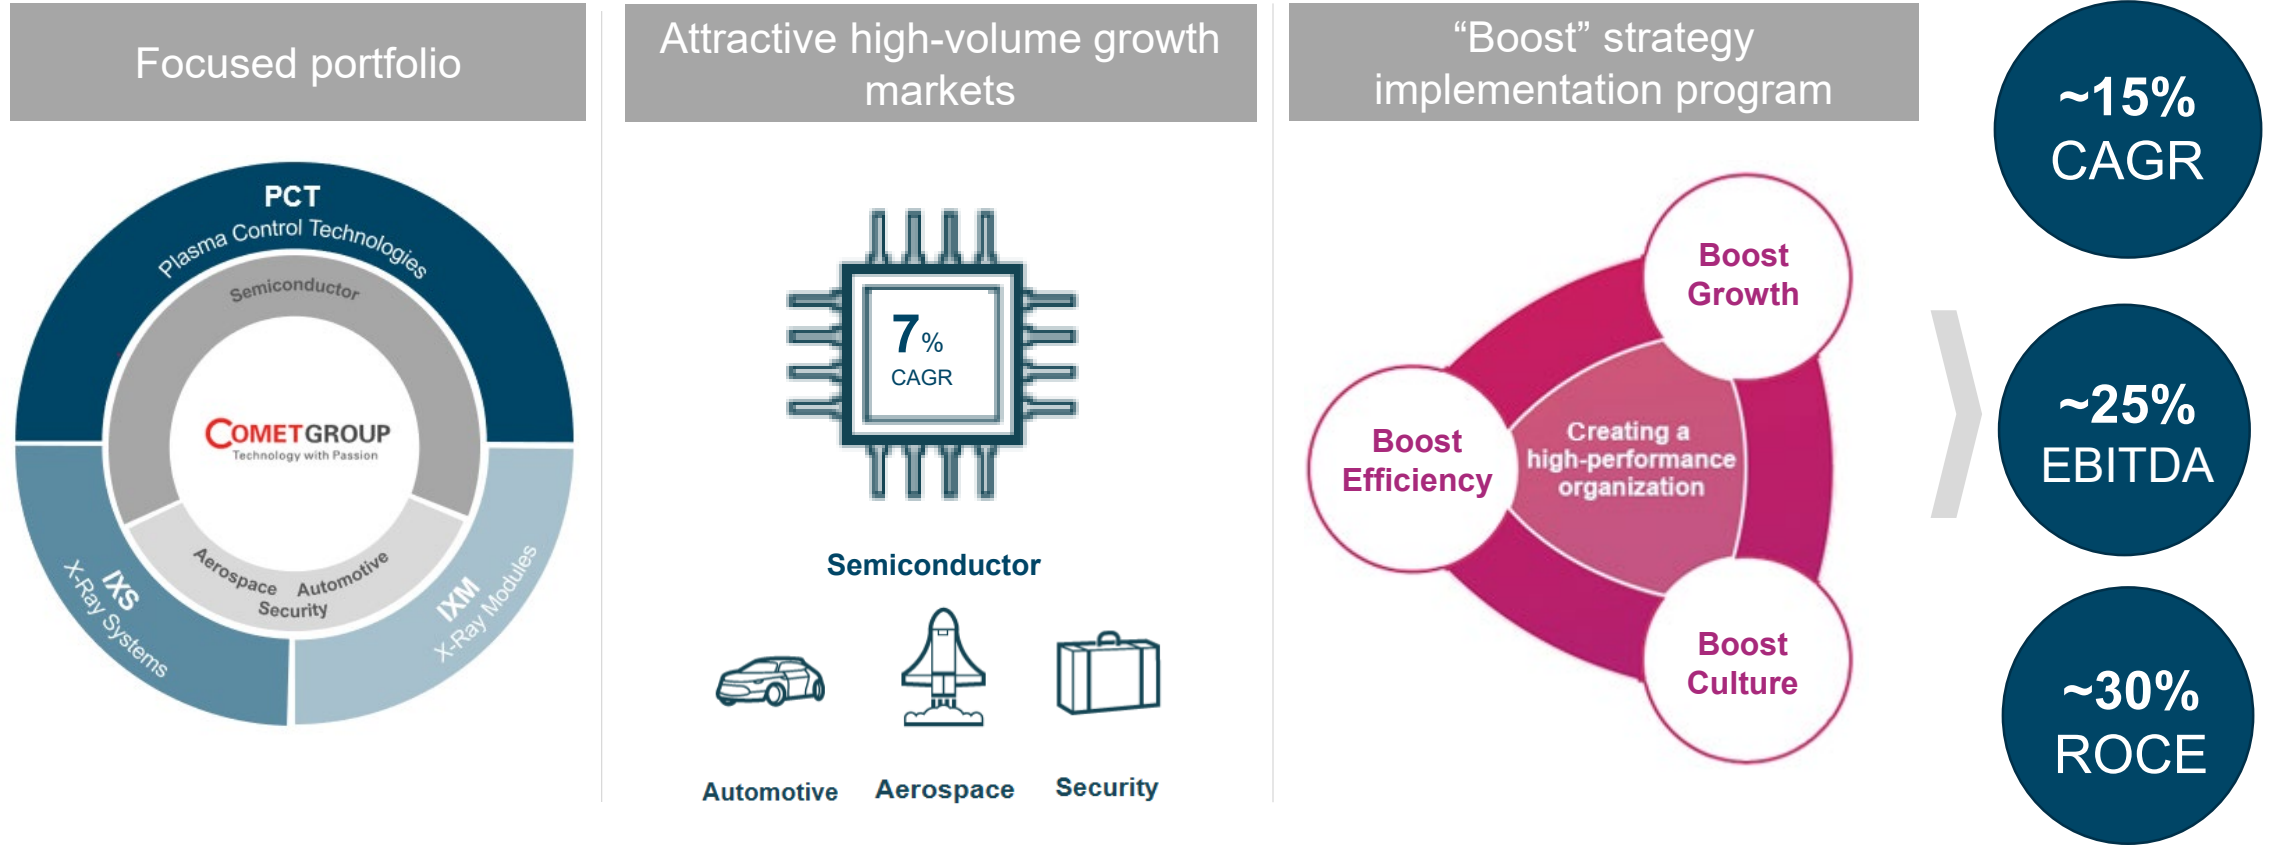 Focused portfolio
PCT
Plasma Control Technologies
Semiconductor
COMETGROUP
Technology with Passion
Aerospace Automotive
Security
IXS
X-Ray Systems
IXM
X-Ray Modules
Attractive high-volume growth
markets
7%
CAGR
Semiconductor
Automotive
Aerospace
Security
“Boost” strategy
implementation program
Boost
Growth
Boost
Efficiency
Creating a
high-performance
organization
Boost
Culture
~15%
CAGR
~25%
EBITDA
~30%
ROCE